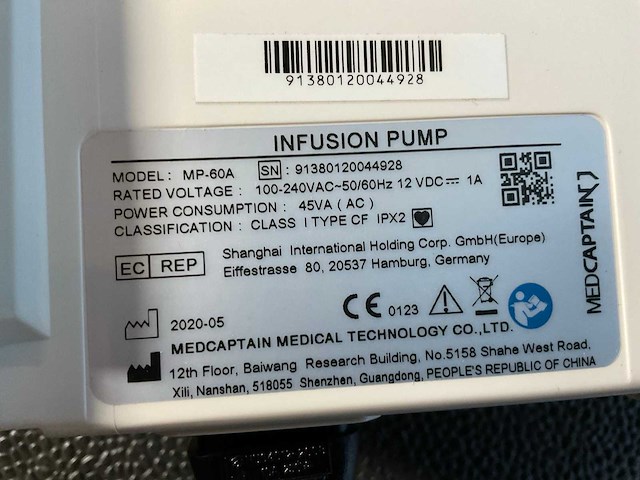 91380120044928
INFUSION PUMP
MODEL: MP-60A SN : 91380120044928
RATED VOLTAGE : 100-240VAC~50/60Hz 12 VDC⎓ 1A
POWER CONSUMPTION : 45VA ( AC )
CLASSIFICATION : CLASS I TYPE CF IPX2
EC REP
Shanghai International Holding Corp. GmbH(Europe)
Eiffestrasse 80, 20537 Hamburg, Germany
CE 0123
2020-05
MEDCAPTAIN MEDICAL TECHNOLOGY CO.,LTD.
12th Floor, Baiwang Research Building, No.5158 Shahe West Road,
Xili, Nanshan, 518055 Shenzhen, Guangdong, PEOPLE'S REPUBLIC OF CHINA
MEDCAPTAIN